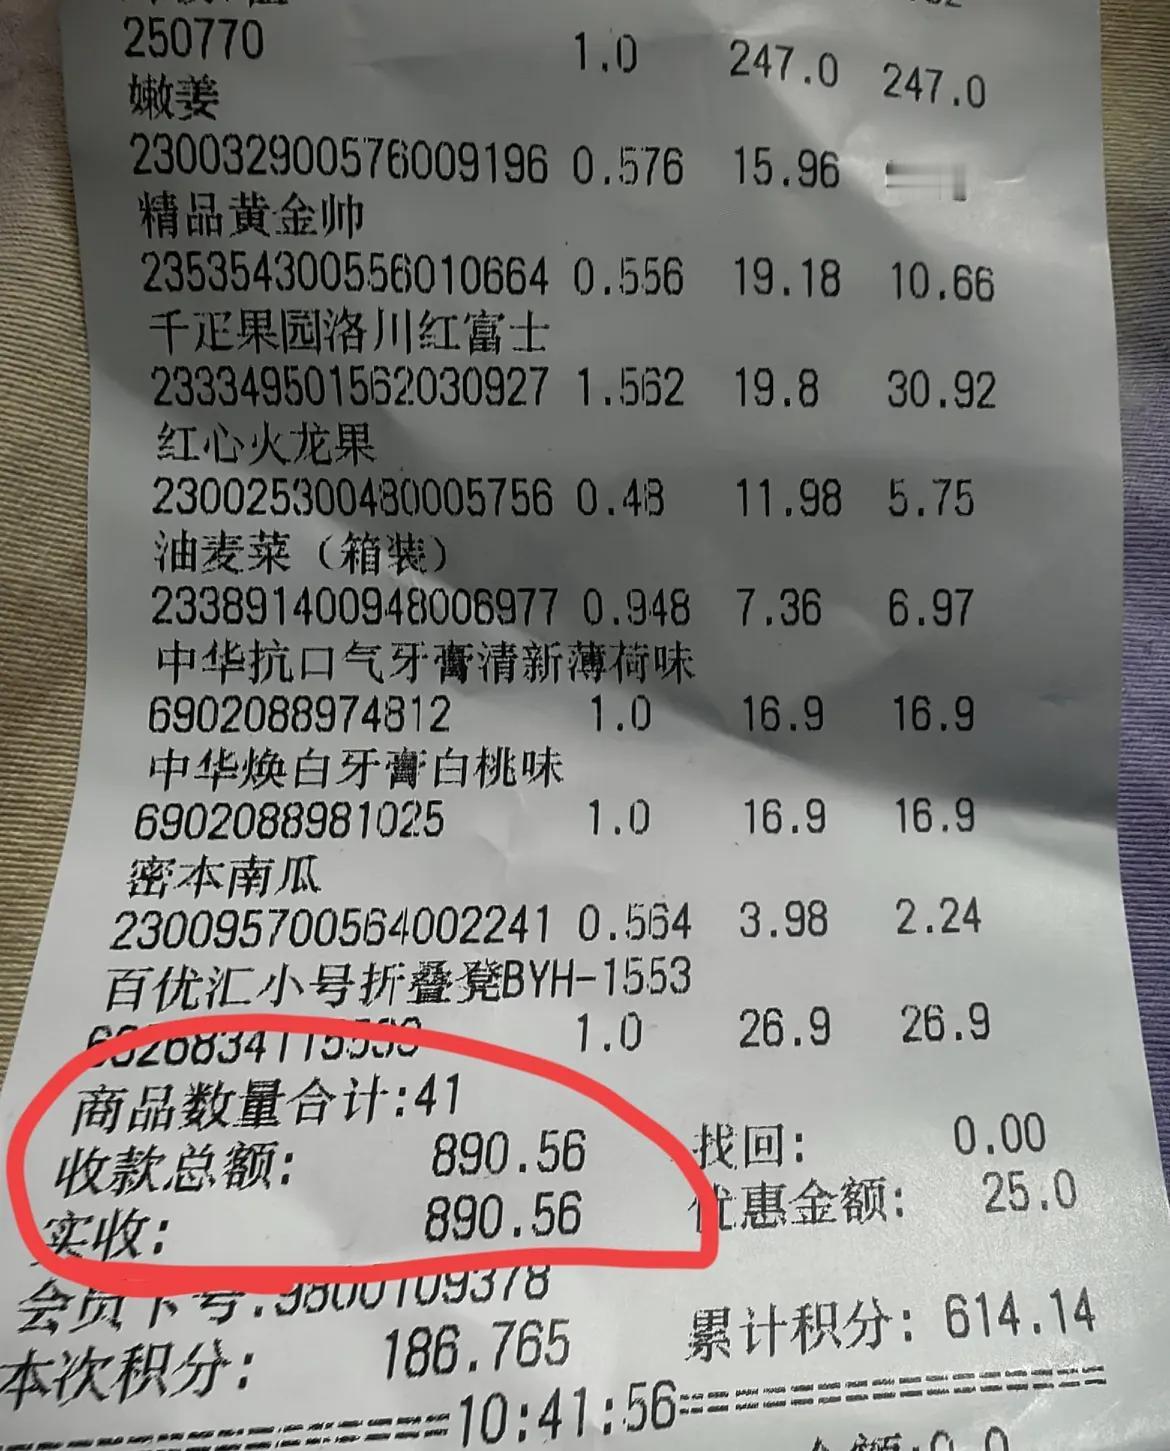 250770 1.0 247.0 247.0
嫩姜
230032900576009196 0.576 15.96
精品黄金帅
235354300556010664 0.556 19.18 10.66
千疋果园洛川红富士
233349501562030927 1.562 19.8 30.92
红心火龙果
230025300480005756 0.48 11.98 5.75
油麦菜（箱装）
233891400948006977 0.948 7.36 6.97
中华抗口气牙膏清新薄荷味
6902088974812 1.0 16.9 16.9
中华焕白牙膏白桃味
6902088981025 1.0 16.9 16.9
密本南瓜
230095700564002241 0.564 3.98 2.24
百优汇小号折叠凳BYH-1553
1.0 26.9 26.9
商品数量合计:41
收款总额: 890.56 找回: 0.00
实收: 890.56 优惠金额: 25.0
会员卡号:9800109378
本次积分: 186.765 累计积分: 614.14
10:41:56